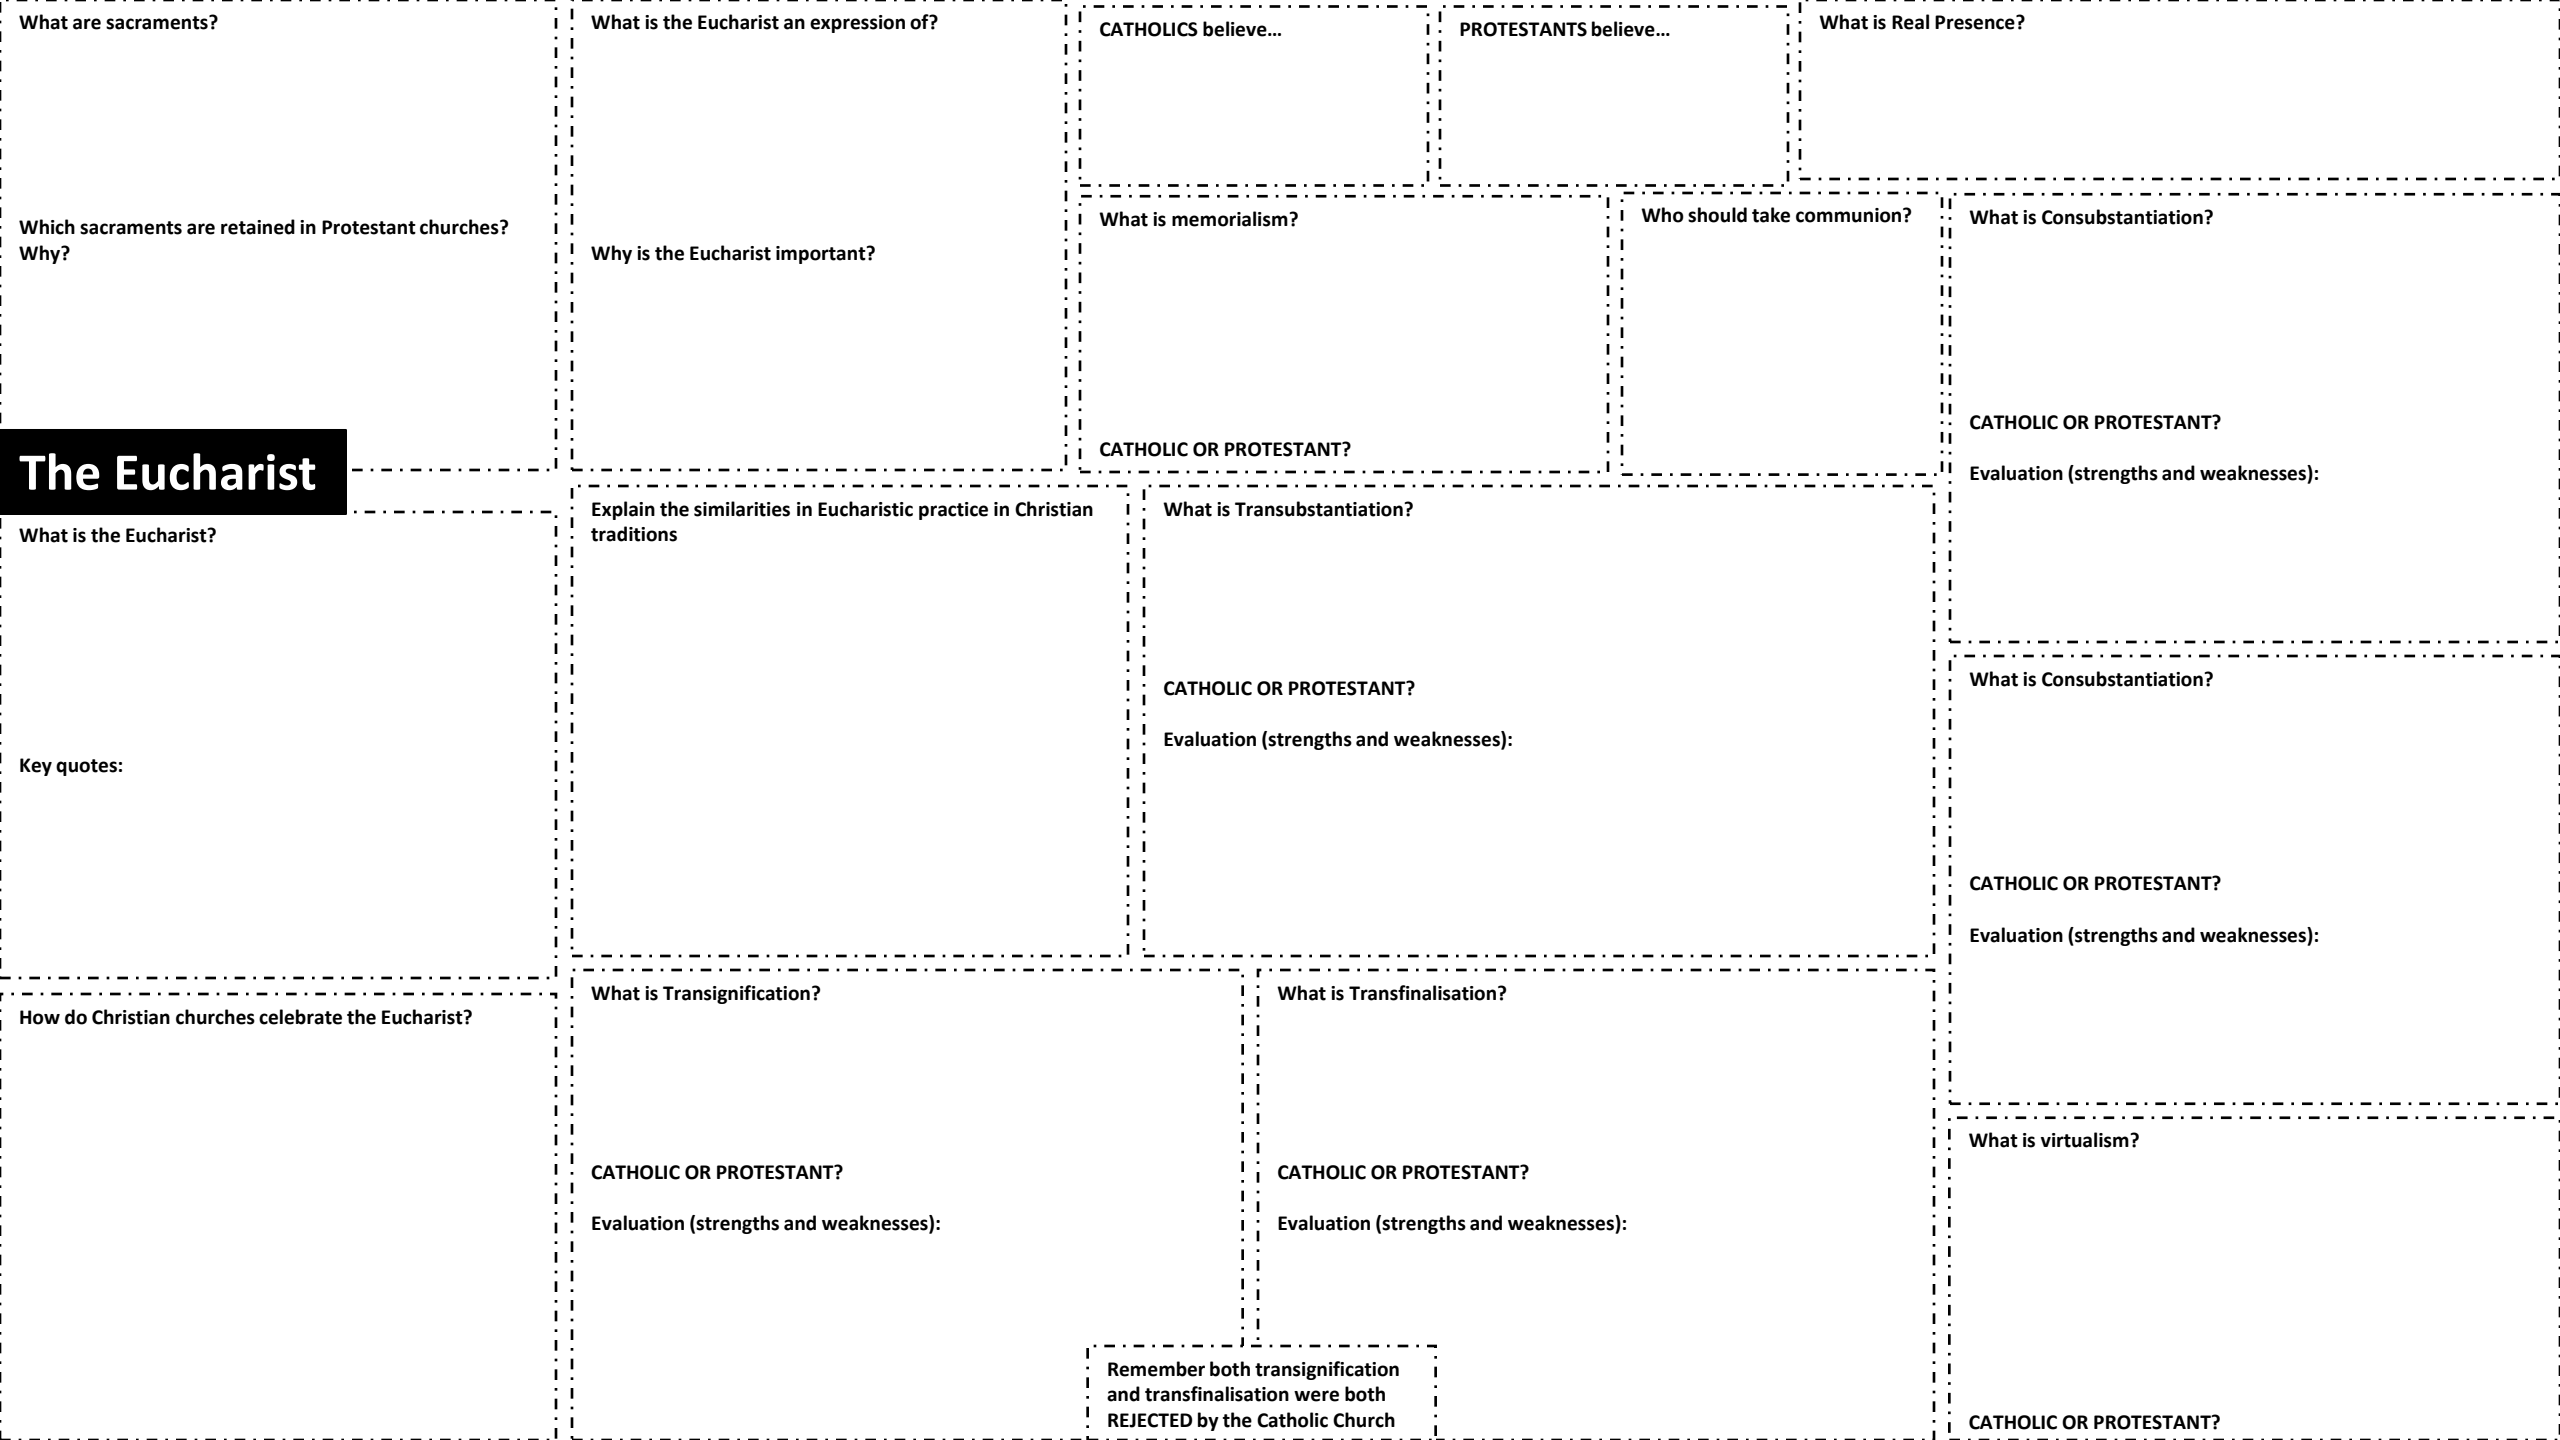 What are sacraments?
Which sacraments are retained in Protestant churches?
Why?
The Eucharist
What is the Eucharist?
Key quotes:
How do Christian churches celebrate the Eucharist?
What is the Eucharist an expression of?
Why is the Eucharist important?
CATHOLICS believe…
PROTESTANTS believe…
What is Real Presence?
What is memorialism?
CATHOLIC OR PROTESTANT?
Who should take communion?
What is Consubstantiation?
CATHOLIC OR PROTESTANT?
Evaluation (strengths and weaknesses):
Explain the similarities in Eucharistic practice in Christian
traditions
What is Transubstantiation?
CATHOLIC OR PROTESTANT?
Evaluation (strengths and weaknesses):
What is Consubstantiation?
CATHOLIC OR PROTESTANT?
Evaluation (strengths and weaknesses):
What is Transignification?
CATHOLIC OR PROTESTANT?
Evaluation (strengths and weaknesses):
What is Transfinalisation?
CATHOLIC OR PROTESTANT?
Evaluation (strengths and weaknesses):
Remember both transignification
and transfinalisation were both
REJECTED by the Catholic Church
What is virtualism?
CATHOLIC OR PROTESTANT?